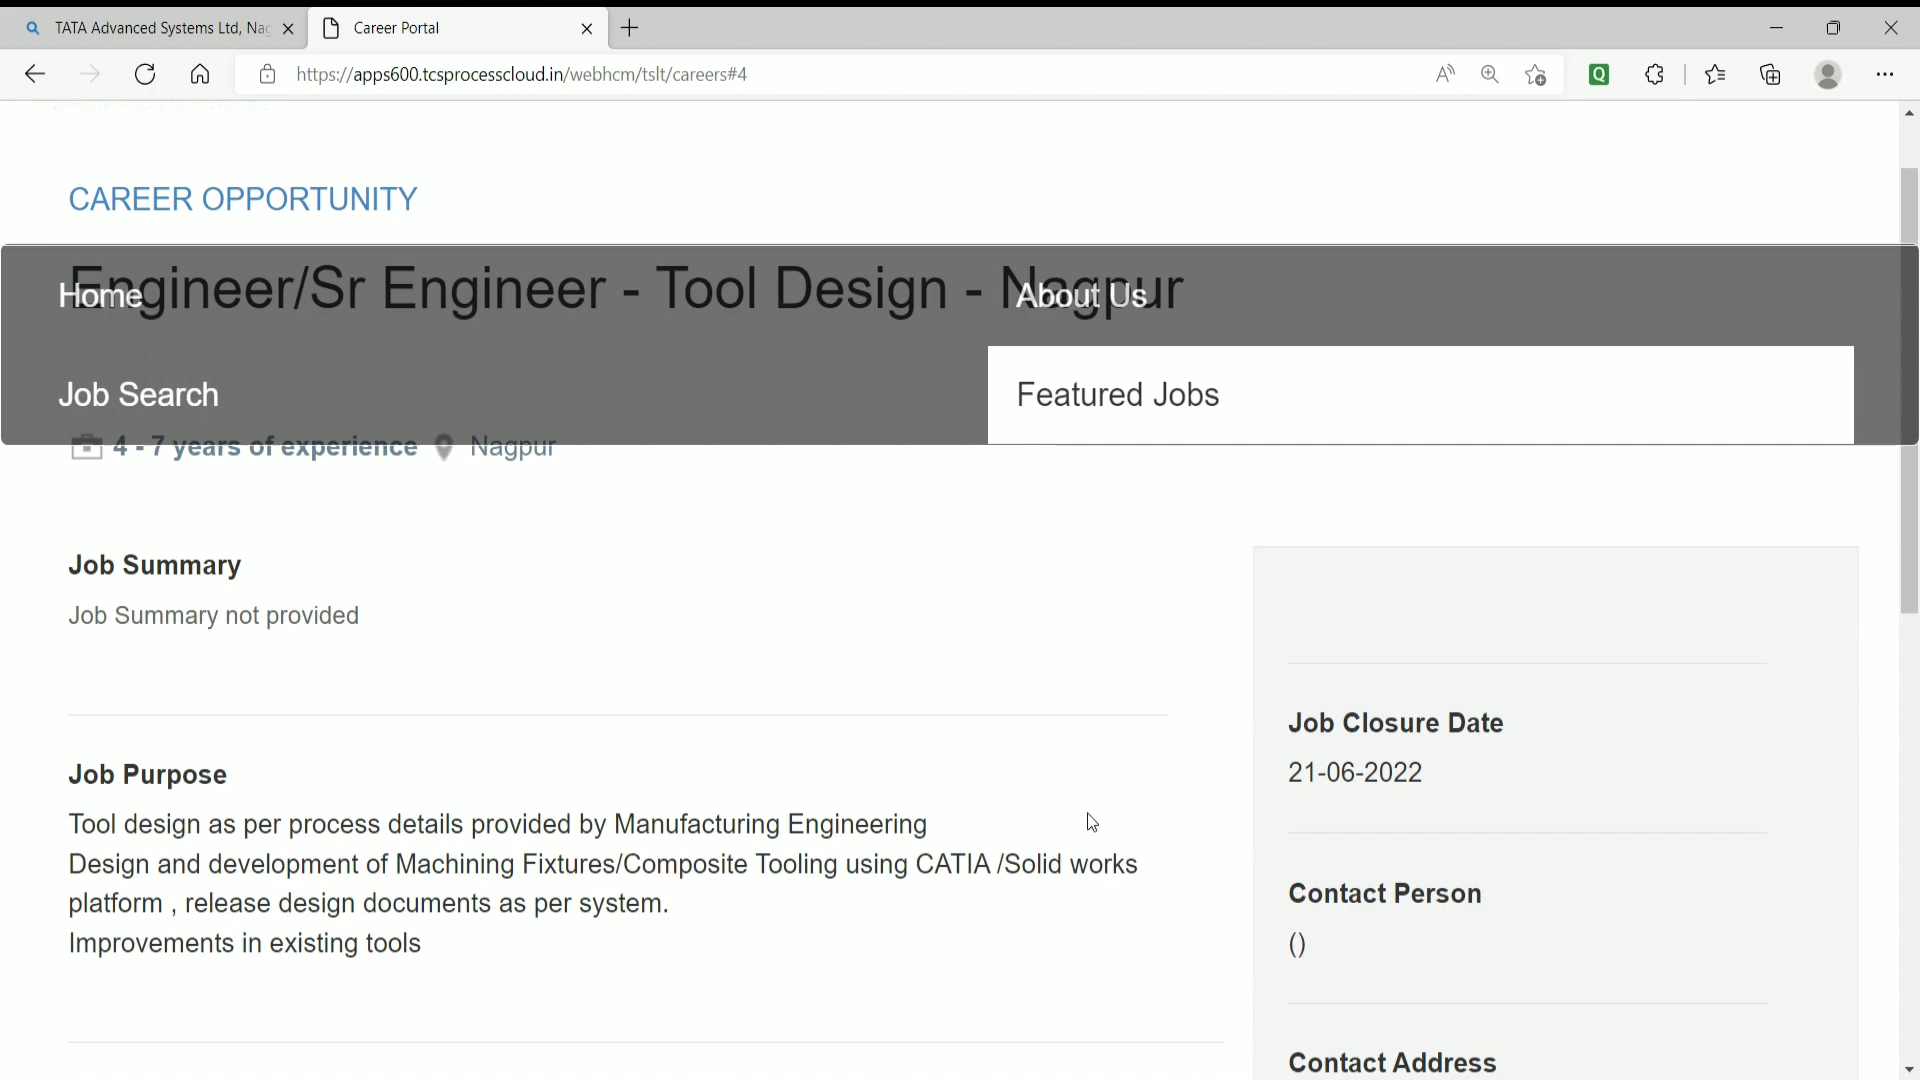 TATA Advanced Systems Ltd, Nag
Career Portal
https://apps600.tcsprocesscloud.in/webhcm/tslt/careers#4
CAREER OPPORTUNITY
Engineer/Sr Engineer - Tool Design - Nagpur
Home
About Us
Job Search
Featured Jobs
4 - 7 years of experience
Nagpur
Job Summary
Job Summary not provided
Job Purpose
Tool design as per process details provided by Manufacturing Engineering
Design and development of Machining Fixtures/Composite Tooling using CATIA /Solid works
platform , release design documents as per system.
Improvements in existing tools
Job Closure Date
21-06-2022
Contact Person
()
Contact Address